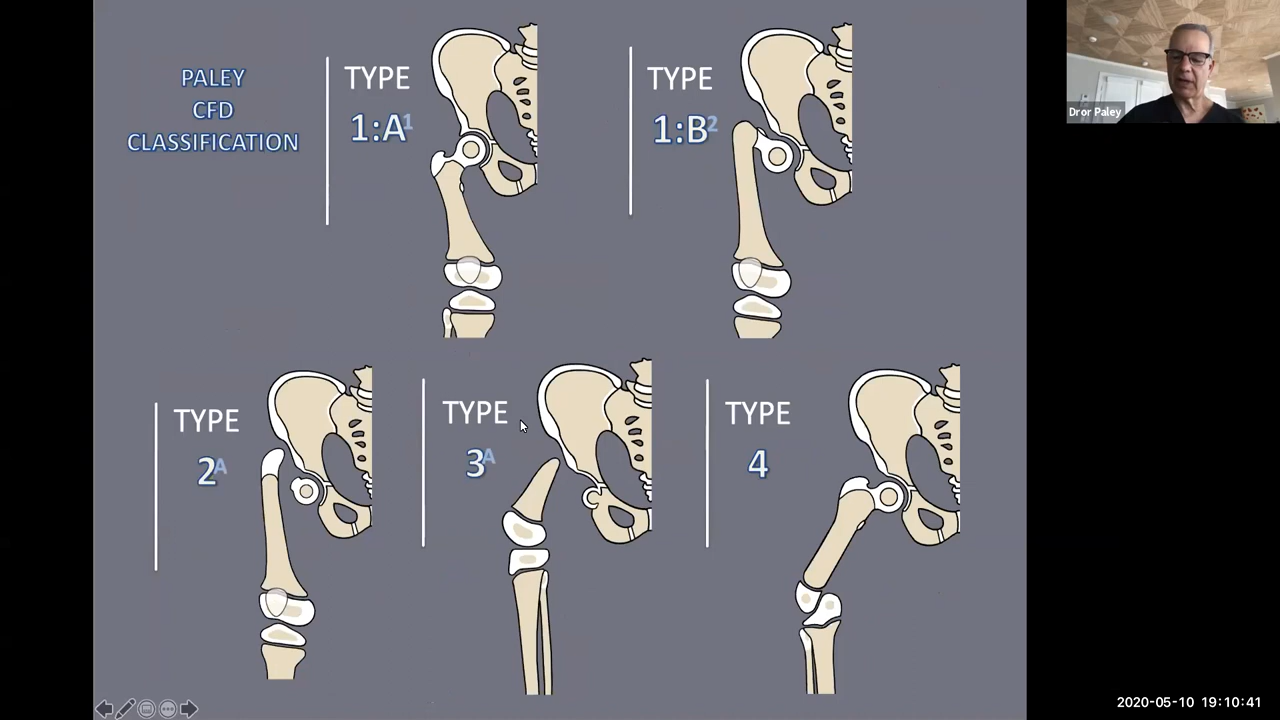 PALEY
CFD
CLASSIFICATION
TYPE
1:A1
TYPE
1:B2
TYPE
2A
TYPE
3A
TYPE
4
Dror Paley
2020-05-10 19:10:41